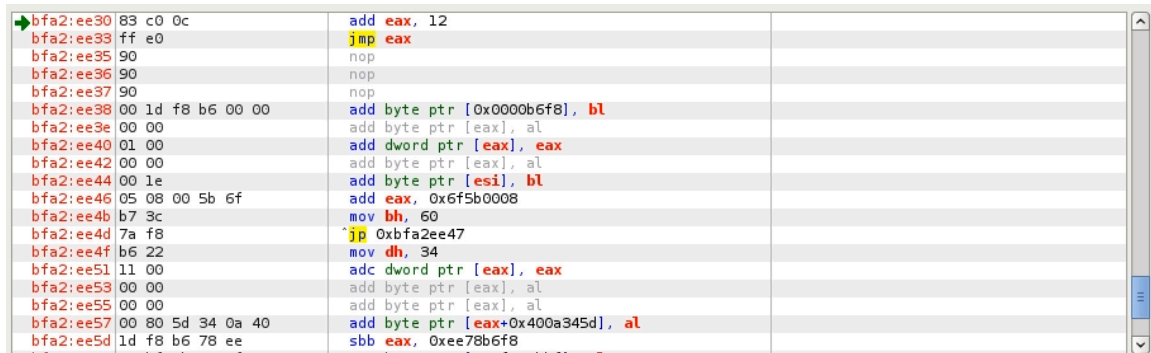 bfa2:ee30 83 c0 0c add eax, 12
bfa2:ee33 ff e0 jmp eax
bfa2:ee35 90 nop
bfa2:ee36 90 nop
bfa2:ee37 90 nop
bfa2:ee38 00 1d f8 b6 00 00 add byte ptr [0x0000b6f8], bl
bfa2:ee3e 00 00 add byte ptr [eax], al
bfa2:ee40 01 00 add dword ptr [eax], eax
bfa2:ee42 00 00 add byte ptr [eax], al
bfa2:ee44 00 1e add byte ptr [esi], bl
bfa2:ee46 05 08 00 5b 6f add eax, 0x6f5b0008
bfa2:ee4b b7 3c mov bh, 60
bfa2:ee4d 7a f8 ^jp 0xbfa2ee47
bfa2:ee4f b6 22 mov dh, 34
bfa2:ee51 11 00 adc dword ptr [eax], eax
bfa2:ee53 00 00 add byte ptr [eax], al
bfa2:ee55 00 00 add byte ptr [eax], al
bfa2:ee57 00 80 5d 34 0a 40 add byte ptr [eax+0x400a345d], al
bfa2:ee5d 1d f8 b6 78 ee sbb eax, 0xee78b6f8